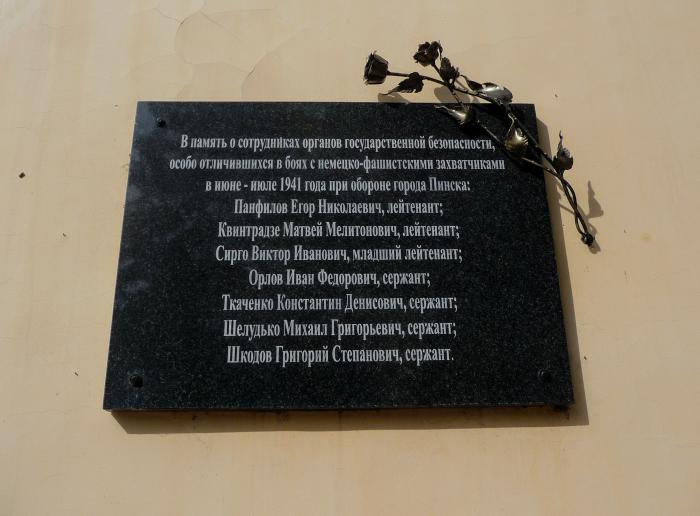 В память о сотрудниках органов государственной безопасности,
особо отличившихся в боях с немецко-фашистскими захватчиками
в июне - июле 1941 года при обороне города Пинска:
Панфилов Егор Николаевич, лейтенант;
Квинтрадзе Матвей Мелитонович, лейтенант;
Сирго Виктор Иванович, младший лейтенант;
Орлов Иван Федорович, сержант;
Ткаченко Константин Денисович, сержант;
Шелудько Михаил Григорьевич, сержант;
Шкодов Григорий Степанович, сержант.